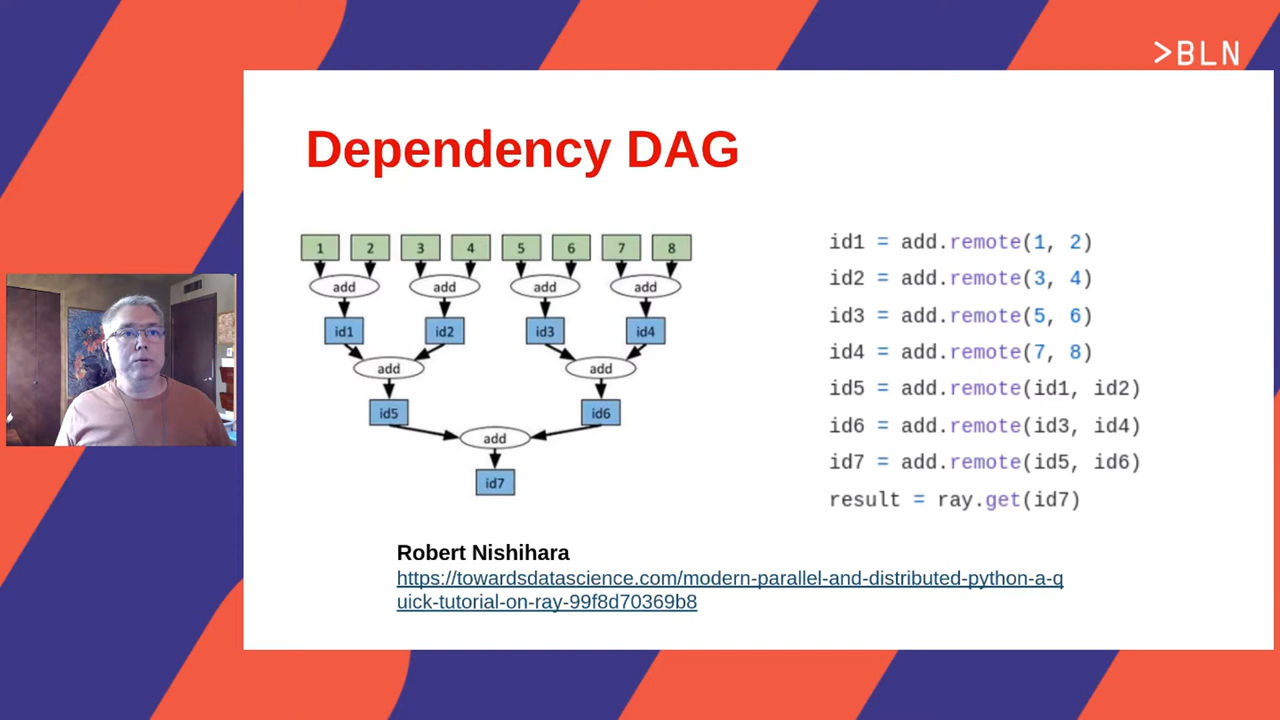 >BLN
Dependency DAG
1 2 3 4 5 6 7 8
add add add add
id1 id2 id3 id4
add add
id5 id6
add
id7
id1 = add.remote(1, 2)
id2 = add.remote(3, 4)
id3 = add.remote(5, 6)
id4 = add.remote(7, 8)
id5 = add.remote(id1, id2)
id6 = add.remote(id3, id4)
id7 = add.remote(id5, id6)
result = ray.get(id7)
Robert Nishihara
https://towardsdatascience.com/modern-parallel-and-distributed-python-a-q
uick-tutorial-on-ray-99f8d70369b8